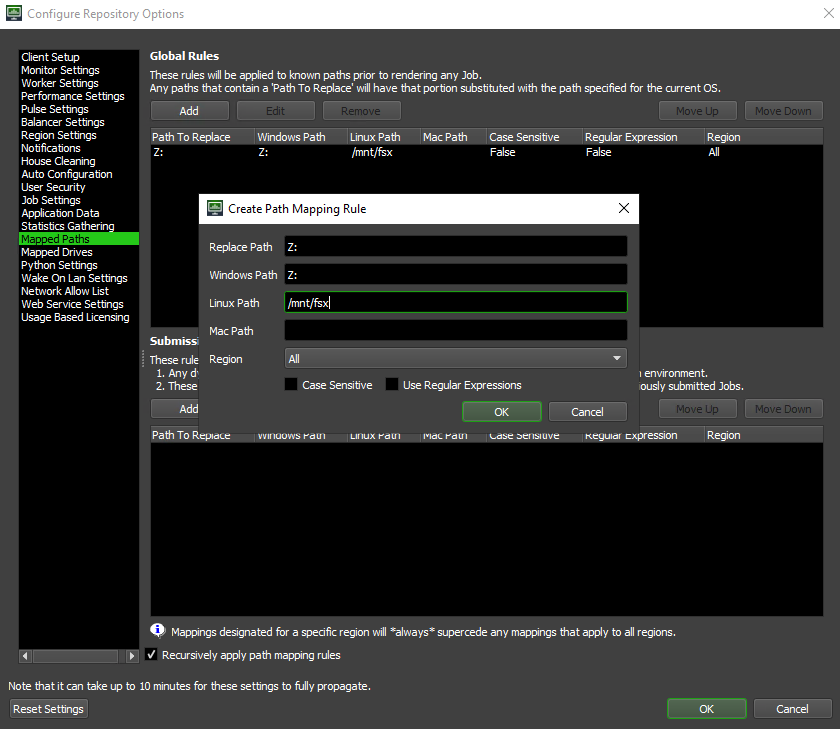 Configure Repository Options
Client Setup
Monitor Settings
Worker Settings
Performance Settings
Pulse Settings
Balancer Settings
Region Settings
Notifications
House Cleaning
Auto Configuration
User Security
Job Settings
Application Data
Statistics Gathering
Mapped Paths
Mapped Drives
Python Settings
Wake On Lan Settings
Network Allow List
Web Service Settings
Usage Based Licensing
Global Rules
These rules will be applied to known paths prior to rendering any Job.
Any paths that contain a 'Path To Replace' will have that portion substituted with the path specified for the current OS.
Add Edit Remove Move Up Move Down
Path To Replace Windows Path Linux Path Mac Path Case Sensitive Regular Expression Region
Z: Z: /mnt/fsx False False All
Create Path Mapping Rule
Replace Path Z:
Windows Path Z:
Linux Path /mnt/fsx
Mac Path
Region All
Case Sensitive Use Regular Expressions
OK Cancel
These rule
1. Any environment.
2. These submitted Jobs.
Add Move Up Move Down
Path To Replace Windows Path Linux Path Mac Path Case Sensitive Regular Expression Region
Mappings designated for a specific region will *always* supercede any mappings that apply to all regions.
Recursively apply path mapping rules
Note that it can take up to 10 minutes for these settings to fully propagate.
Reset Settings OK Cancel